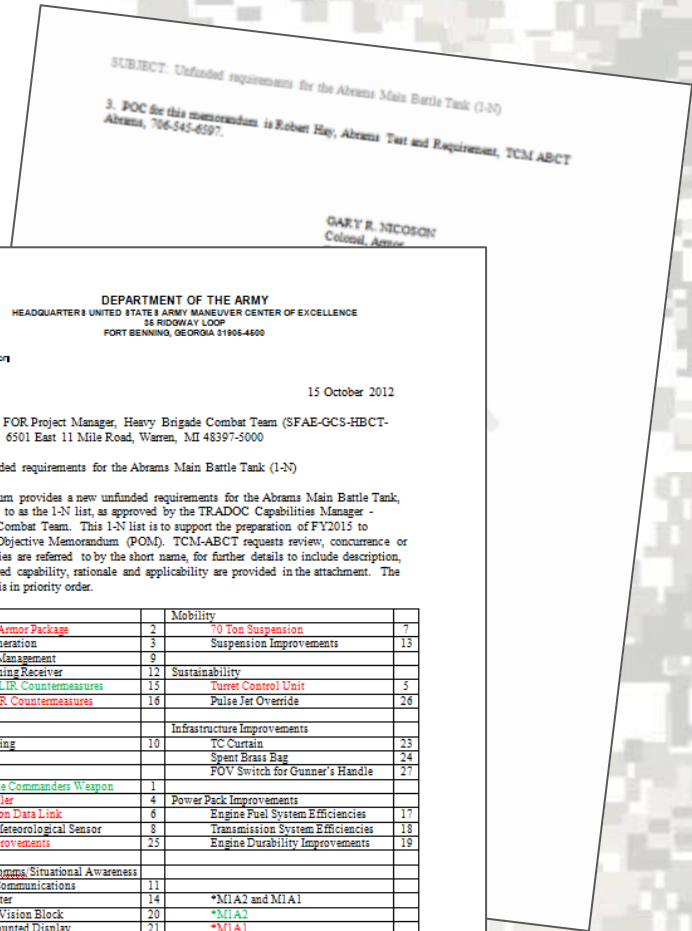 SUBJECT: Unfunded requirements for the Abrams Main Battle Tank (1-N)
3. POC for this memorandum is Robert Hay, Abrams Test and Requirement, TCM ABCT
Abrams, 706-545-6597.
GARY R. NICOSON
Colonel, Armor
DEPARTMENT OF THE ARMY
HEADQUARTERS UNITED STATES ARMY MANEUVER CENTER OF EXCELLENCE
35 RIDGWAY LOOP
FORT BENNING, GEORGIA 31905-4500
on
15 October 2012
FOR Project Manager, Heavy Brigade Combat Team (SFAE-GCS-HBCT-
6501 East 11 Mile Road, Warren, MI 48397-5000
ded requirements for the Abrams Main Battle Tank (1-N)
um provides a new unfunded requirements for the Abrams Main Battle Tank,
to as the 1-N list, as approved by the TRADOC Capabilities Manager -
Combat Team. This 1-N list is to support the preparation of FY2015 to
Objective Memorandum (POM). TCM-ABCT requests review, concurrence or
ies are referred to by the short name, for further details to include description,
ed capability, rationale and applicability are provided in the attachment. The
is in priority order.
Mobility
Armor Package 2 70 Ton Suspension 7
neration 3 Suspension Improvements 13
Management 9
ning Receiver 12 Sustainability
LIR Countermeasures 15 Turret Control Unit 5
R Countermeasures 16 Pulse Jet Override 26
Infrastructure Improvements
ing 10 TC Curtain 23
Spent Brass Bag 24
FOV Switch for Gunner's Handle 27
e Commanders Weapon 1
ler 4 Power Pack Improvements
on Data Link 6 Engine Fuel System Efficiencies 17
Meteorological Sensor 8 Transmission System Efficiencies 18
rovements 25 Engine Durability Improvements 19
omms/Situational Awareness
Communications 11
ter 14 *M1A2 and M1A1
Vision Block 20 *M1A2
ounted Display 21 *M1A1